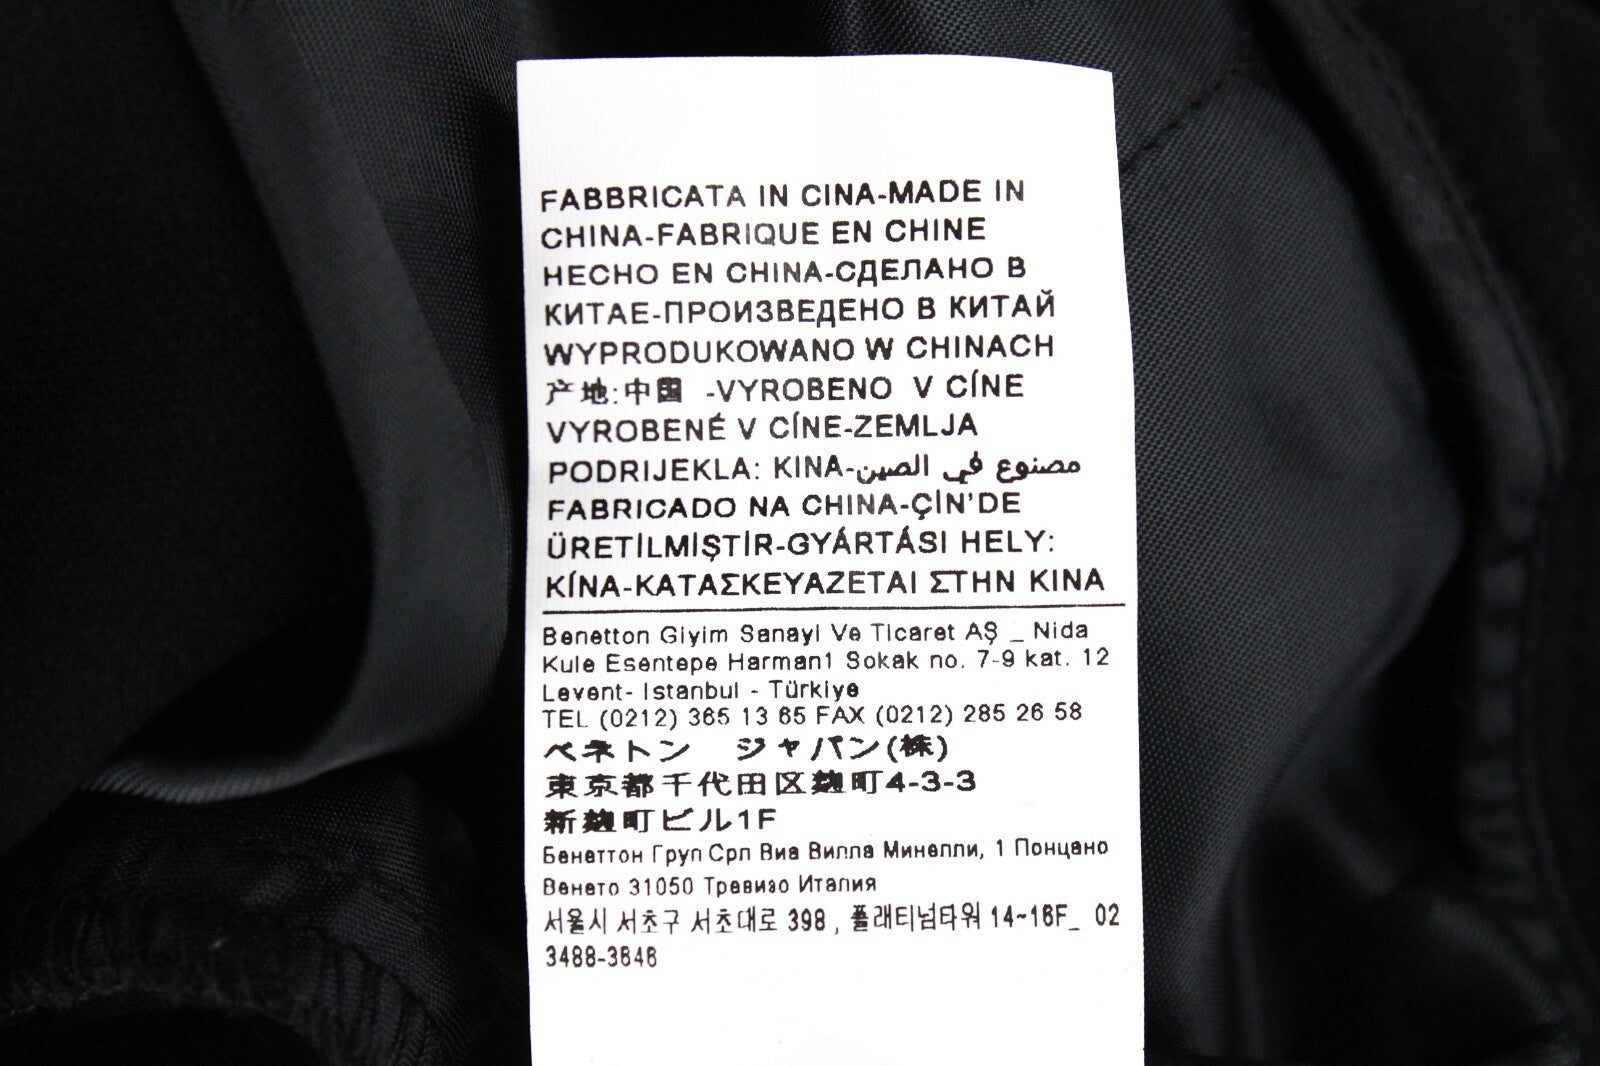 FABBRICATA IN CINA-MADE IN
CHINA-FABRIQUE EN CHINE
HECHO EN CHINA-СДЕЛАНО В
КИТАЕ-ПРОИЗВЕДЕНО В КИТАЙ
WYPRODUKOWANO W CHINACH
产地:中国 -VYROBENO V CÍNE
VYROBENÉ V CÍNE-ZEMLJA
PODRIJEKLA: KINA-مصنوع في الصين
FABRICADO NA CHINA-ÇİN'DE
ÜRETİLMİŞTİR-GYÁRTÁSI HELY:
KÍNA-ΚΑΤΑΣΚΕΥΑΖΕΤΑΙ ΣΤΗΝ ΚΙΝΑ
Benetton Giyim Sanayi Ve Ticaret AŞ _ Nida
Kule Esentepe Harman1 Sokak no. 7-9 kat. 12
Levent- Istanbul - Türkiye
TEL (0212) 385 13 65 FAX (0212) 285 26 58
ベネトン ジャパン(株)
東京都千代田区麹町4-3-3
新麹町ビル1F
Бенеттон Груп Срл Виа Вилла Минелли, 1 Понцано
Венето 31050 Тревизо Италия
서울시 서초구 서초대로 398 , 플래티넘타워 14~16F_ 02
3488-3646